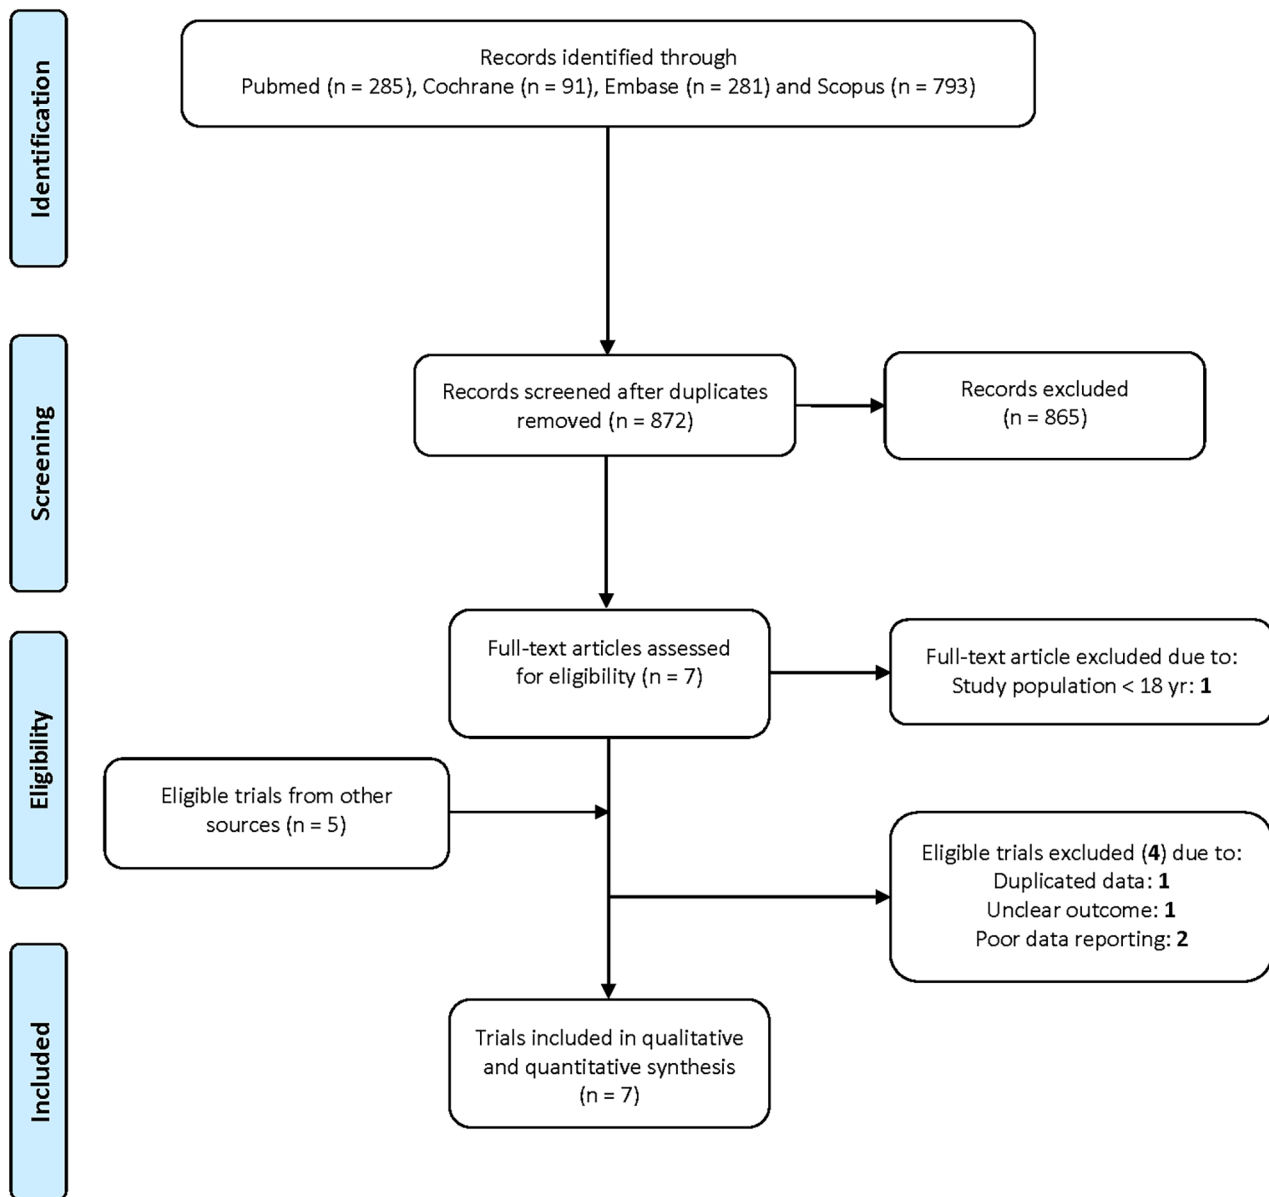 Identification
Records identified through
Pubmed (n = 285), Cochrane (n = 91), Embase (n = 281) and Scopus (n = 793)
Screening
Records screened after duplicates
removed (n = 872)
Records excluded
(n = 865)
Eligibility
Full-text articles assessed
for eligibility (n = 7)
Full-text article excluded due to:
Study population < 18 yr: 1
Eligible trials from other
sources (n = 5)
Eligible trials excluded (4) due to:
Duplicated data: 1
Unclear outcome: 1
Poor data reporting: 2
Included
Trials included in qualitative
and quantitative synthesis
(n = 7)